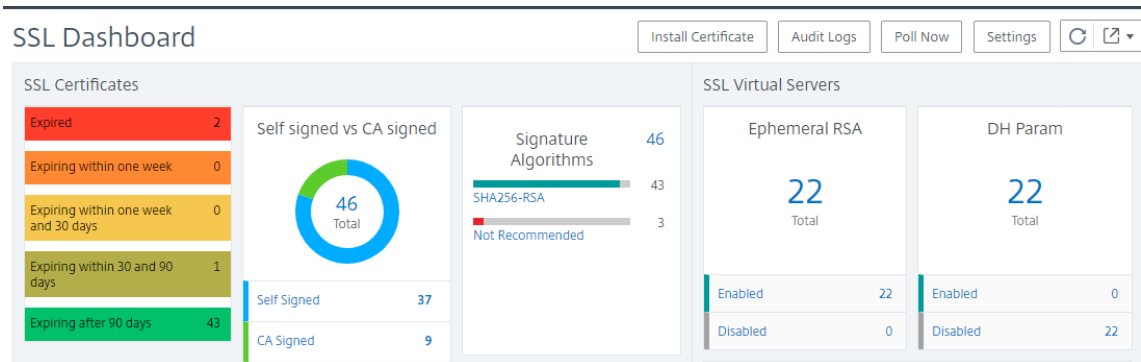 SSL Dashboard
Install Certificate
Audit Logs
Poll Now
Settings
SSL Certificates
Expired 2
Expiring within one week 0
Expiring within one week 0
and 30 days
Expiring within 30 and 90 1
days
Expiring after 90 days 43
Self signed vs CA signed
46
Total
Self Signed 37
CA Signed 9
Signature 46
Algorithms
43
SHA256-RSA
3
Not Recommended
SSL Virtual Servers
Ephemeral RSA
22
Total
Enabled 22
Disabled 0
DH Param
22
Total
Enabled 0
Disabled 22